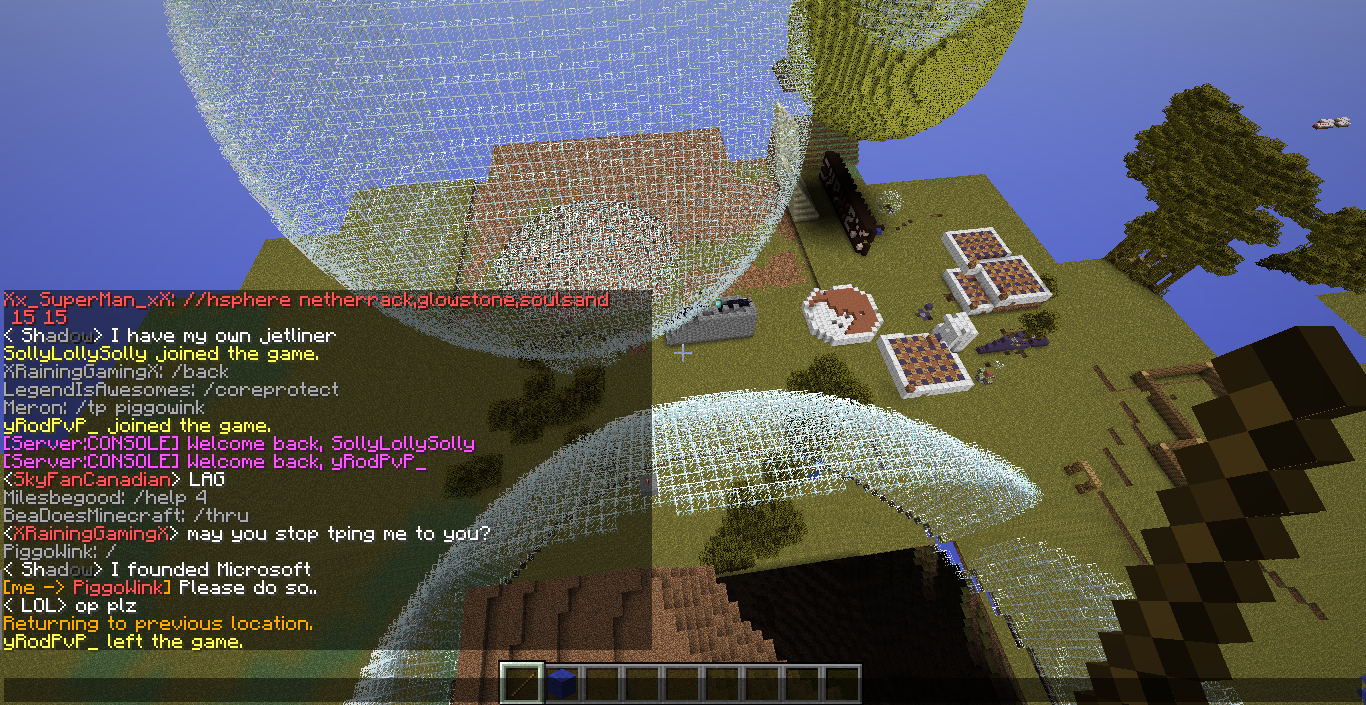 Xx_SuperMan_xX: //hsphere netherrack,glowstone,soulsand
15 15
< Shadow> I have my own jetliner
SollyLollySolly joined the game.
XRainingGamingX: /back
LegendIsAwesomes: /coreprotect
Meron: /tp piggowink
yRodPvP_ joined the game.
[Server:CONSOLE] Welcome back, SollyLollySolly
[Server:CONSOLE] Welcome back, yRodPvP_
<SkyFanCanadian> LAG
Milesbegood: /help 4
BeaDoesMinecraft: /thru
<XRainingGamingX> may you stop tping me to you?
PiggoWink: /
< Shadow> I founded Microsoft
[me -> PiggoWink] Please do so..
< LOL> op plz
Returning to previous location.
yRodPvP_ left the game.